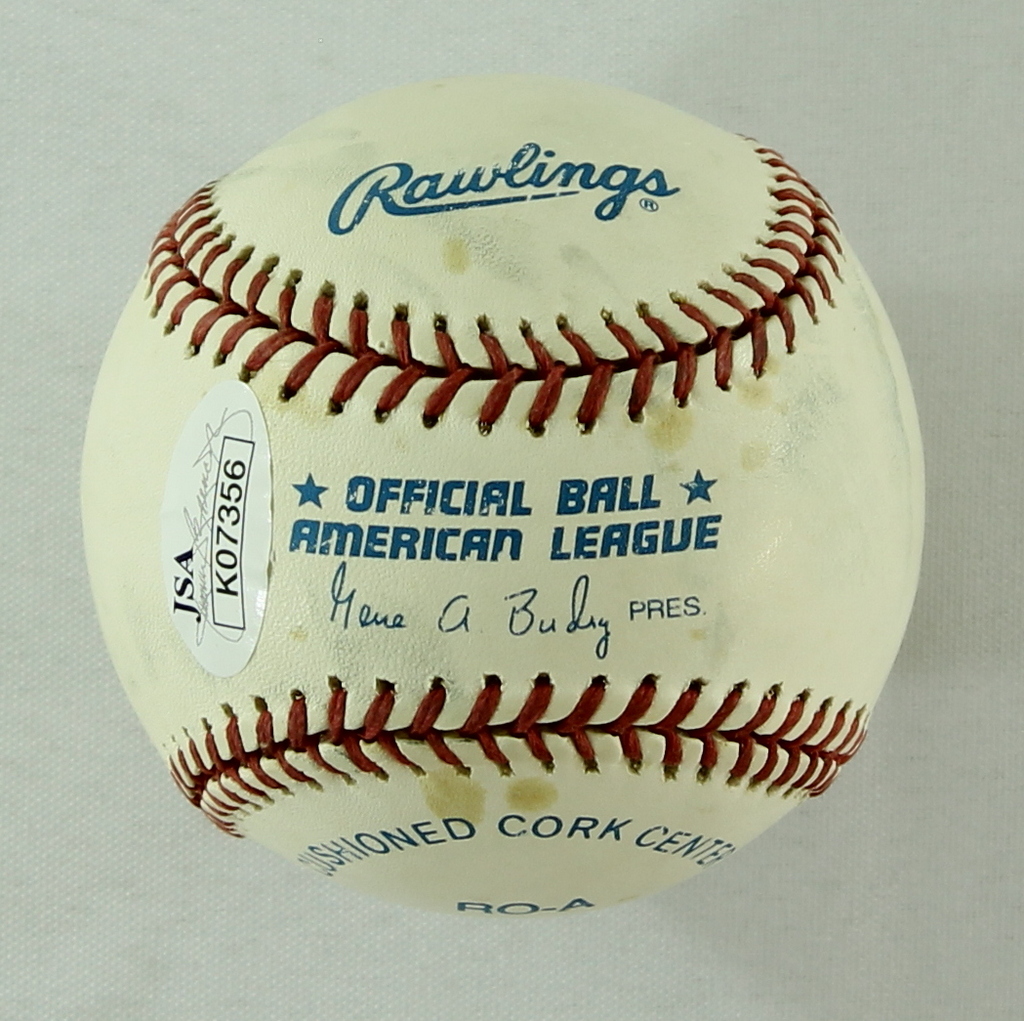 Rawlings ®
★ OFFICIAL BALL ★
AMERICAN LEAGUE
Gene A. Budig PRES.
JSA
K07356
CUSHIONED CORK CENTER
RO-A